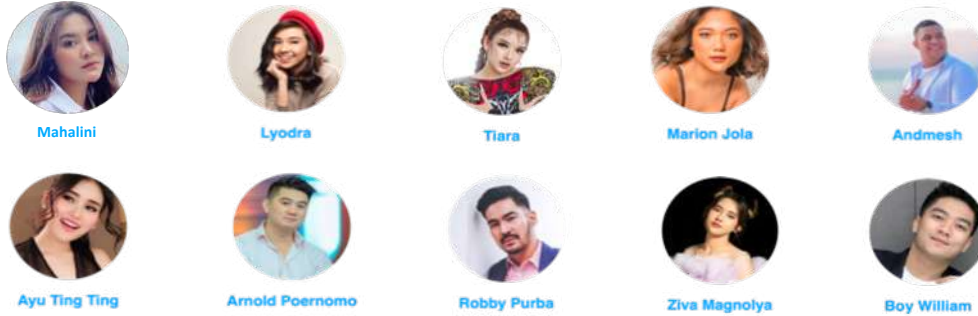 Mahalini
Lyodra
Tiara
Marion Jola
Andmesh
Ayu Ting Ting
Arnold Poernomo
Robby Purba
Ziva Magnolya
Boy William